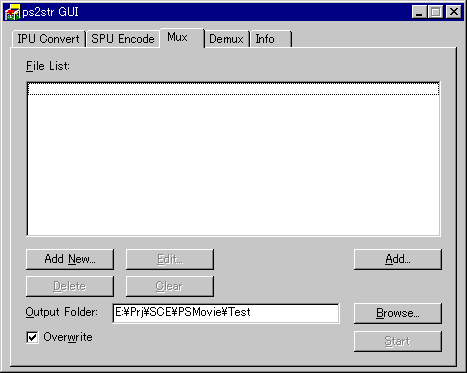 ps2str GUI
IPU Convert SPU Encode Mux Demux Info
File List:
Add New... Edit... Add...
Delete Clear
Output Folder: E:¥Prj¥SCE¥PSMovie¥Test Browse...
Overwrite Start